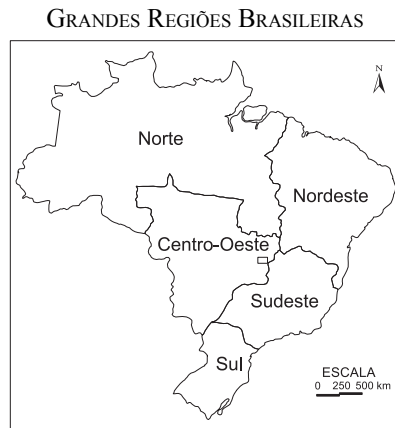 GRANDES REGIÕES BRASILEIRAS
N
Norte
Nordeste
Centro-Oeste
Sudeste
Sul
ESCALA
0 250 500 km